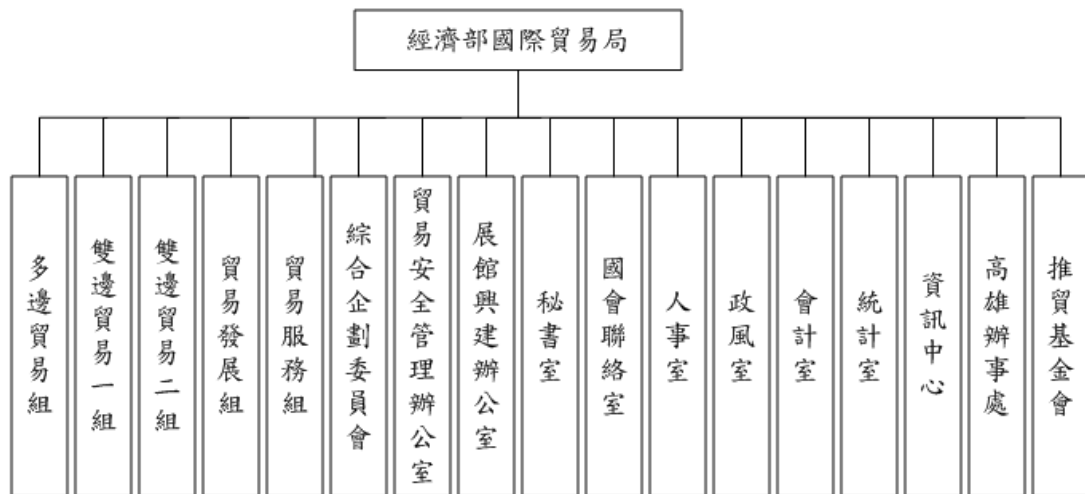 經濟部國際貿易局
多邊貿易組
雙邊貿易一組
雙邊貿易二組
貿易發展組
貿易服務組
綜合企劃委員會
貿易安全管理辦公室
展館興建辦公室
秘書室
國會聯絡室
人事室
政風室
會計室
統計室
資訊中心
高雄辦事處
推貿基金會